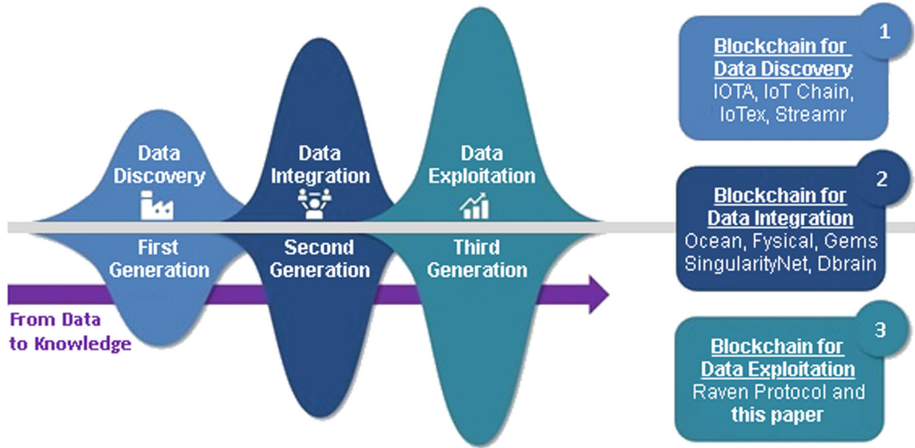 Data
Discovery
First
Generation
Data
Integration
Second
Generation
Data
Exploitation
Third
Generation
From Data
to Knowledge
1
Blockchain for
Data Discovery
IOTA, IoT Chain,
IoTex, Streamr
2
Blockchain for
Data Integration
Ocean, Fysical, Gems
SingularityNet, Dbrain
3
Blockchain for
Data Exploitation
Raven Protocol and
this paper